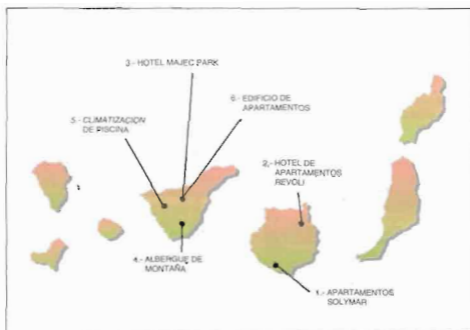 3.- HOTEL MAJEC PARK
6.- EDIFICIO DE
APARTAMENTOS
5.- CLIMATIZACION
DE PISCINA
2.- HOTEL DE
APARTAMENTOS
REVOLI
4.- ALBERGUE DE
MONTAÑA
1.- APARTAMENTOS
SOLYMAR